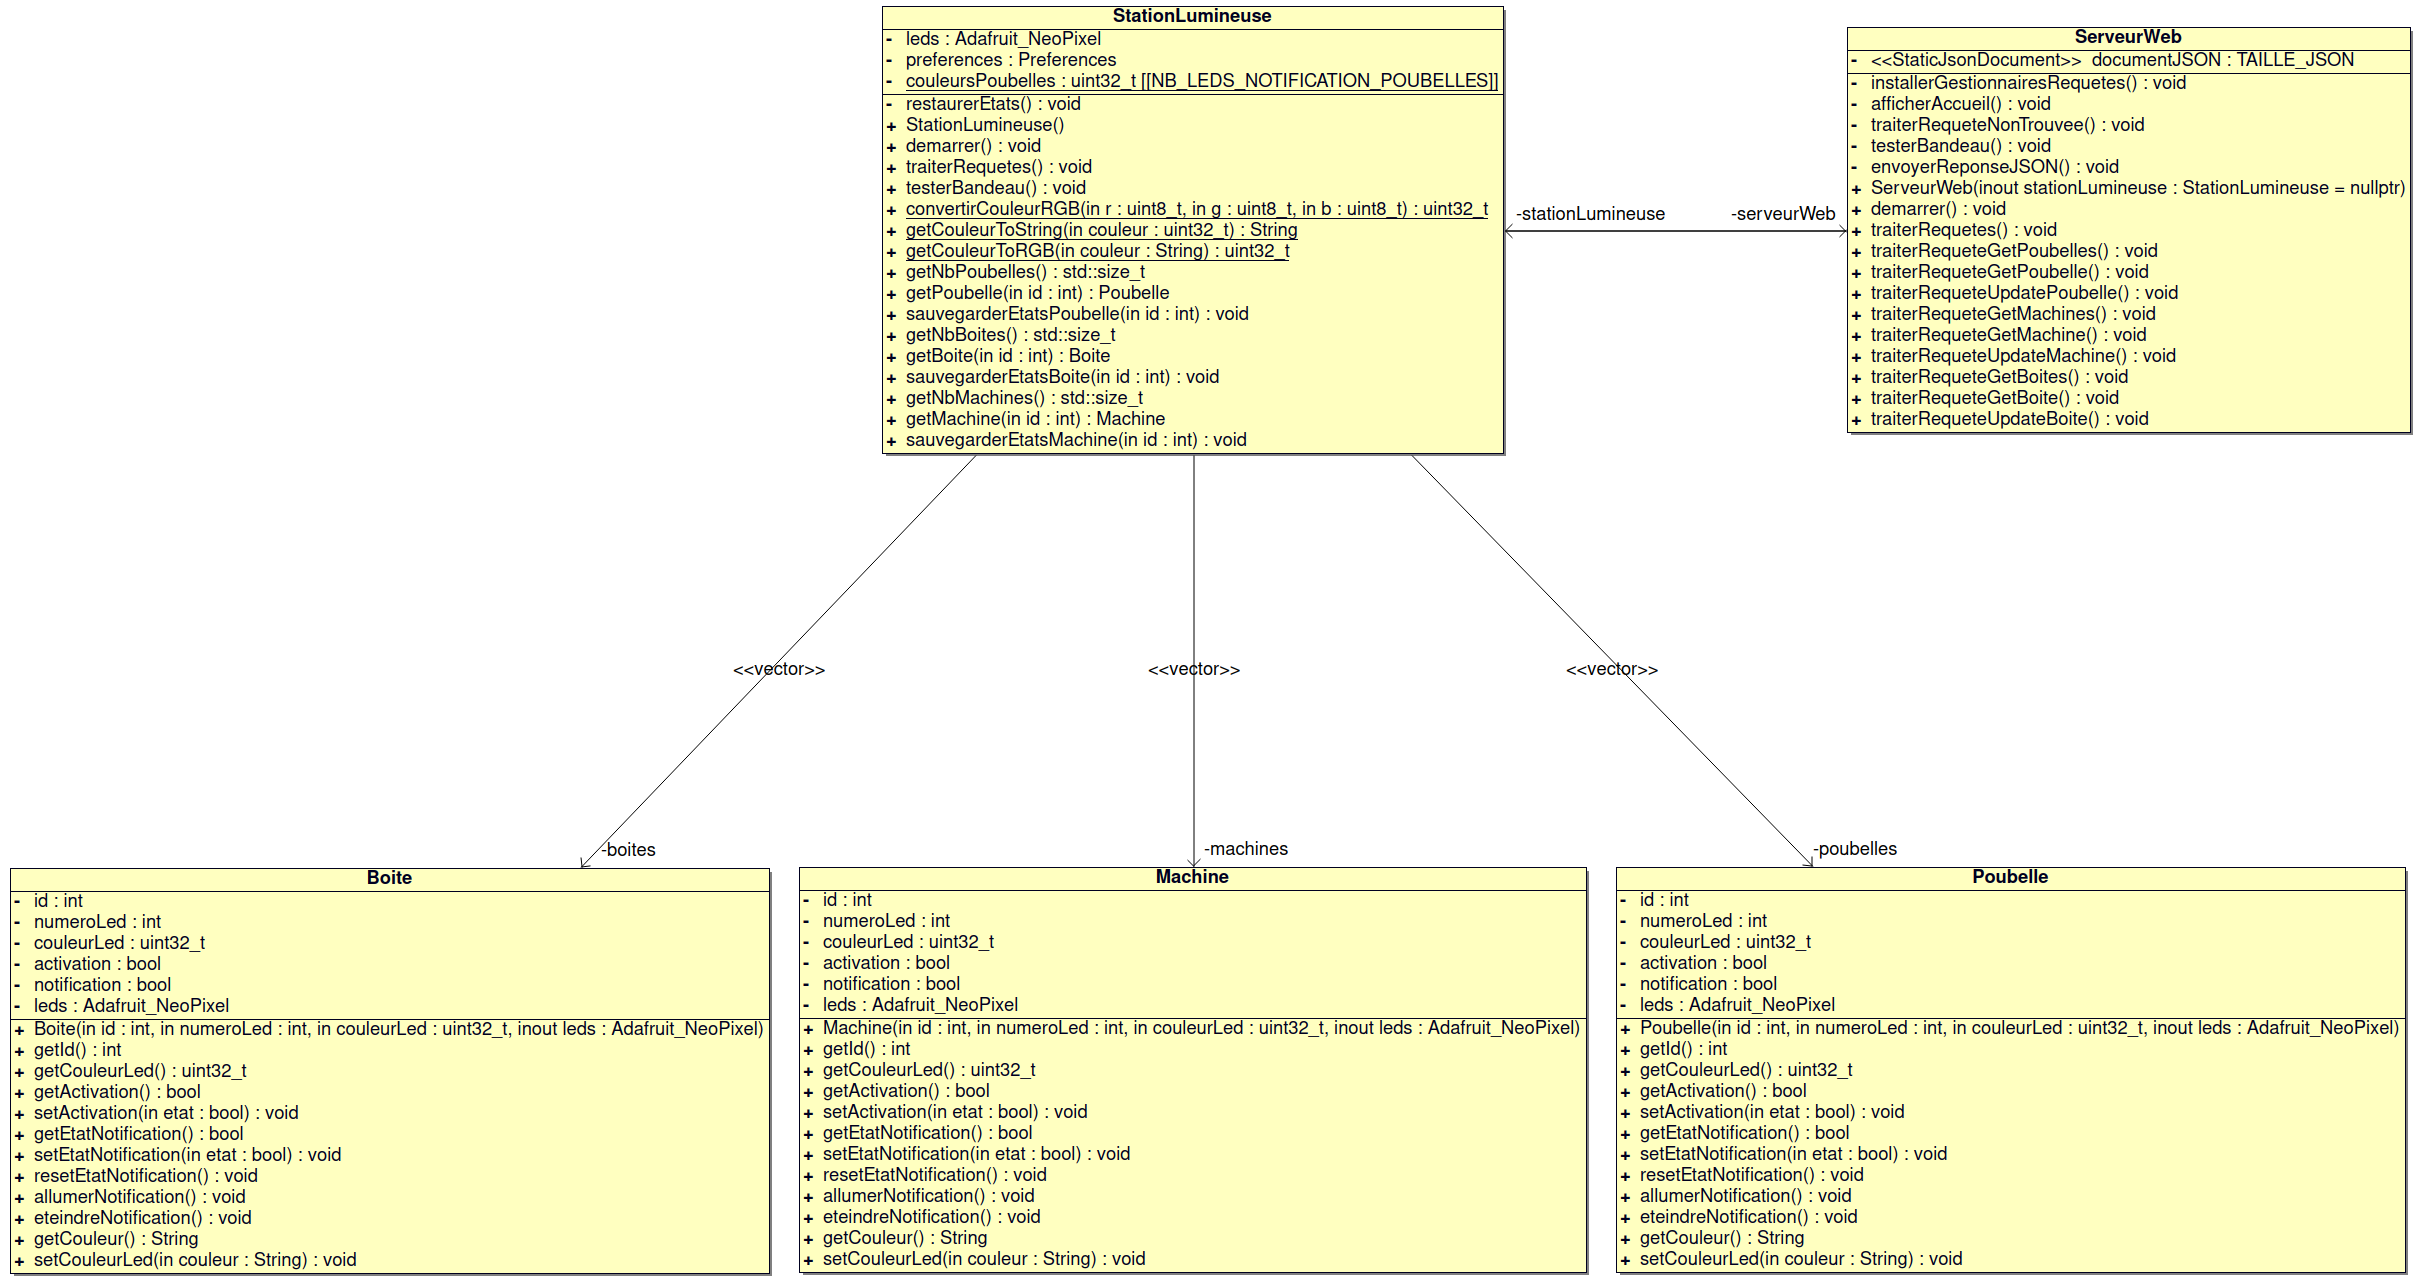 StationLumineuse
- leds : Adafruit_NeoPixel
- preferences : Preferences
- couleursPoubelles : uint32_t [[NB_LEDS_NOTIFICATION_POUBELLES]]
- restaurerEtats() : void
+ StationLumineuse()
+ demarrer() : void
+ traiterRequetes() : void
+ testerBandeau() : void
+ convertirCouleurRGB(in r : uint8_t, in g : uint8_t, in b : uint8_t) : uint32_t
+ getCouleurToString(in couleur : uint32_t) : String
+ getCouleurToRGB(in couleur : String) : uint32_t
+ getNbPoubelles() : std::size_t
+ getPoubelle(in id : int) : Poubelle
+ sauvegarderEtatsPoubelle(in id : int) : void
+ getNbBoites() : std::size_t
+ getBoite(in id : int) : Boite
+ sauvegarderEtatsBoite(in id : int) : void
+ getNbMachines() : std::size_t
+ getMachine(in id : int) : Machine
+ sauvegarderEtatsMachine(in id : int) : void
-stationLumineuse
-serveurWeb
ServeurWeb
- <<StaticJsonDocument>> documentJSON : TAILLE_JSON
- installerGestionnairesRequetes() : void
- afficherAccueil() : void
- traiterRequeteNonTrouvee() : void
- testerBandeau() : void
- envoyerReponseJSON() : void
+ ServeurWeb(inout stationLumineuse : StationLumineuse = nullptr)
+ demarrer() : void
+ traiterRequetes() : void
+ traiterRequeteGetPoubelles() : void
+ traiterRequeteGetPoubelle() : void
+ traiterRequeteUpdatePoubelle() : void
+ traiterRequeteGetMachines() : void
+ traiterRequeteGetMachine() : void
+ traiterRequeteUpdateMachine() : void
+ traiterRequeteGetBoites() : void
+ traiterRequeteGetBoite() : void
+ traiterRequeteUpdateBoite() : void
<<vector>>
<<vector>>
<<vector>>
-boites
-machines
-poubelles
Boite
- id : int
- numeroLed : int
- couleurLed : uint32_t
- activation : bool
- notification : bool
- leds : Adafruit_NeoPixel
+ Boite(in id : int, in numeroLed : int, in couleurLed : uint32_t, inout leds : Adafruit_NeoPixel)
+ getId() : int
+ getCouleurLed() : uint32_t
+ getActivation() : bool
+ setActivation(in etat : bool) : void
+ getEtatNotification() : bool
+ setEtatNotification(in etat : bool) : void
+ resetEtatNotification() : void
+ allumerNotification() : void
+ eteindreNotification() : void
+ getCouleur() : String
+ setCouleurLed(in couleur : String) : void
Machine
- id : int
- numeroLed : int
- couleurLed : uint32_t
- activation : bool
- notification : bool
- leds : Adafruit_NeoPixel
+ Machine(in id : int, in numeroLed : int, in couleurLed : uint32_t, inout leds : Adafruit_NeoPixel)
+ getId() : int
+ getCouleurLed() : uint32_t
+ getActivation() : bool
+ setActivation(in etat : bool) : void
+ getEtatNotification() : bool
+ setEtatNotification(in etat : bool) : void
+ resetEtatNotification() : void
+ allumerNotification() : void
+ eteindreNotification() : void
+ getCouleur() : String
+ setCouleurLed(in couleur : String) : void
Poubelle
- id : int
- numeroLed : int
- couleurLed : uint32_t
- activation : bool
- notification : bool
- leds : Adafruit_NeoPixel
+ Poubelle(in id : int, in numeroLed : int, in couleurLed : uint32_t, inout leds : Adafruit_NeoPixel)
+ getId() : int
+ getCouleurLed() : uint32_t
+ getActivation() : bool
+ setActivation(in etat : bool) : void
+ getEtatNotification() : bool
+ setEtatNotification(in etat : bool) : void
+ resetEtatNotification() : void
+ allumerNotification() : void
+ eteindreNotification() : void
+ getCouleur() : String
+ setCouleurLed(in couleur : String) : void